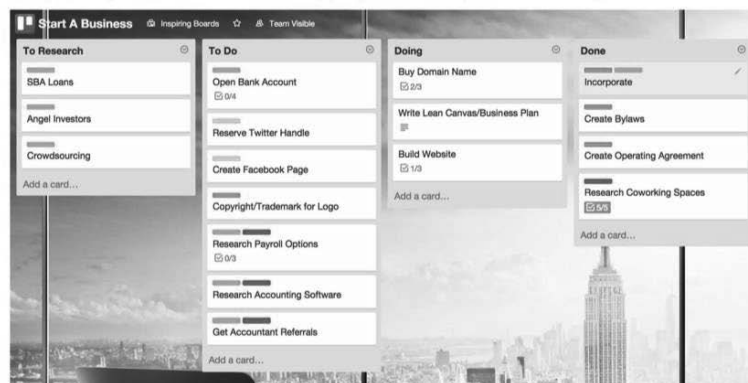 Start A Business Inspiring Boards Team Visible
To Research
SBA Loans
Angel Investors
Crowdsourcing
Add a card...
To Do
Open Bank Account
0/4
Reserve Twitter Handle
Create Facebook Page
Copyright/Trademark for Logo
Research Payroll Options
0/3
Research Accounting Software
Get Accountant Referrals
Add a card...
Doing
Buy Domain Name
2/3
Write Lean Canvas/Business Plan
Build Website
1/3
Add a card...
Done
Incorporate
Create Bylaws
Create Operating Agreement
Research Coworking Spaces
5/5
Add a card...